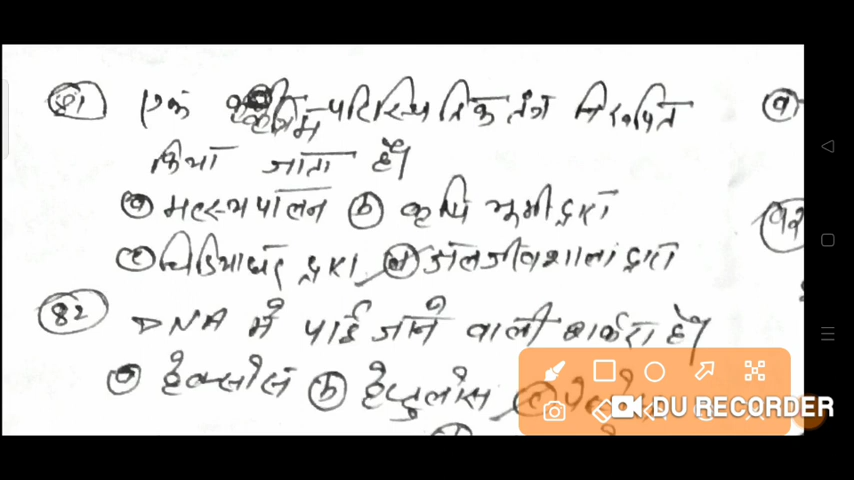 81 एक कृत्रिम परिस्थितिक तंत्र निरूपित
किया जाता है।
मत्स्यपालन b कृषि भूमी द्वारा
चिडियाघर द्वारा जलजीवशाला द्वारा
82 DNA में पाई जाने वाली शर्करा है।
हेक्सोस b हेप्टुलोस
DU RECORDER